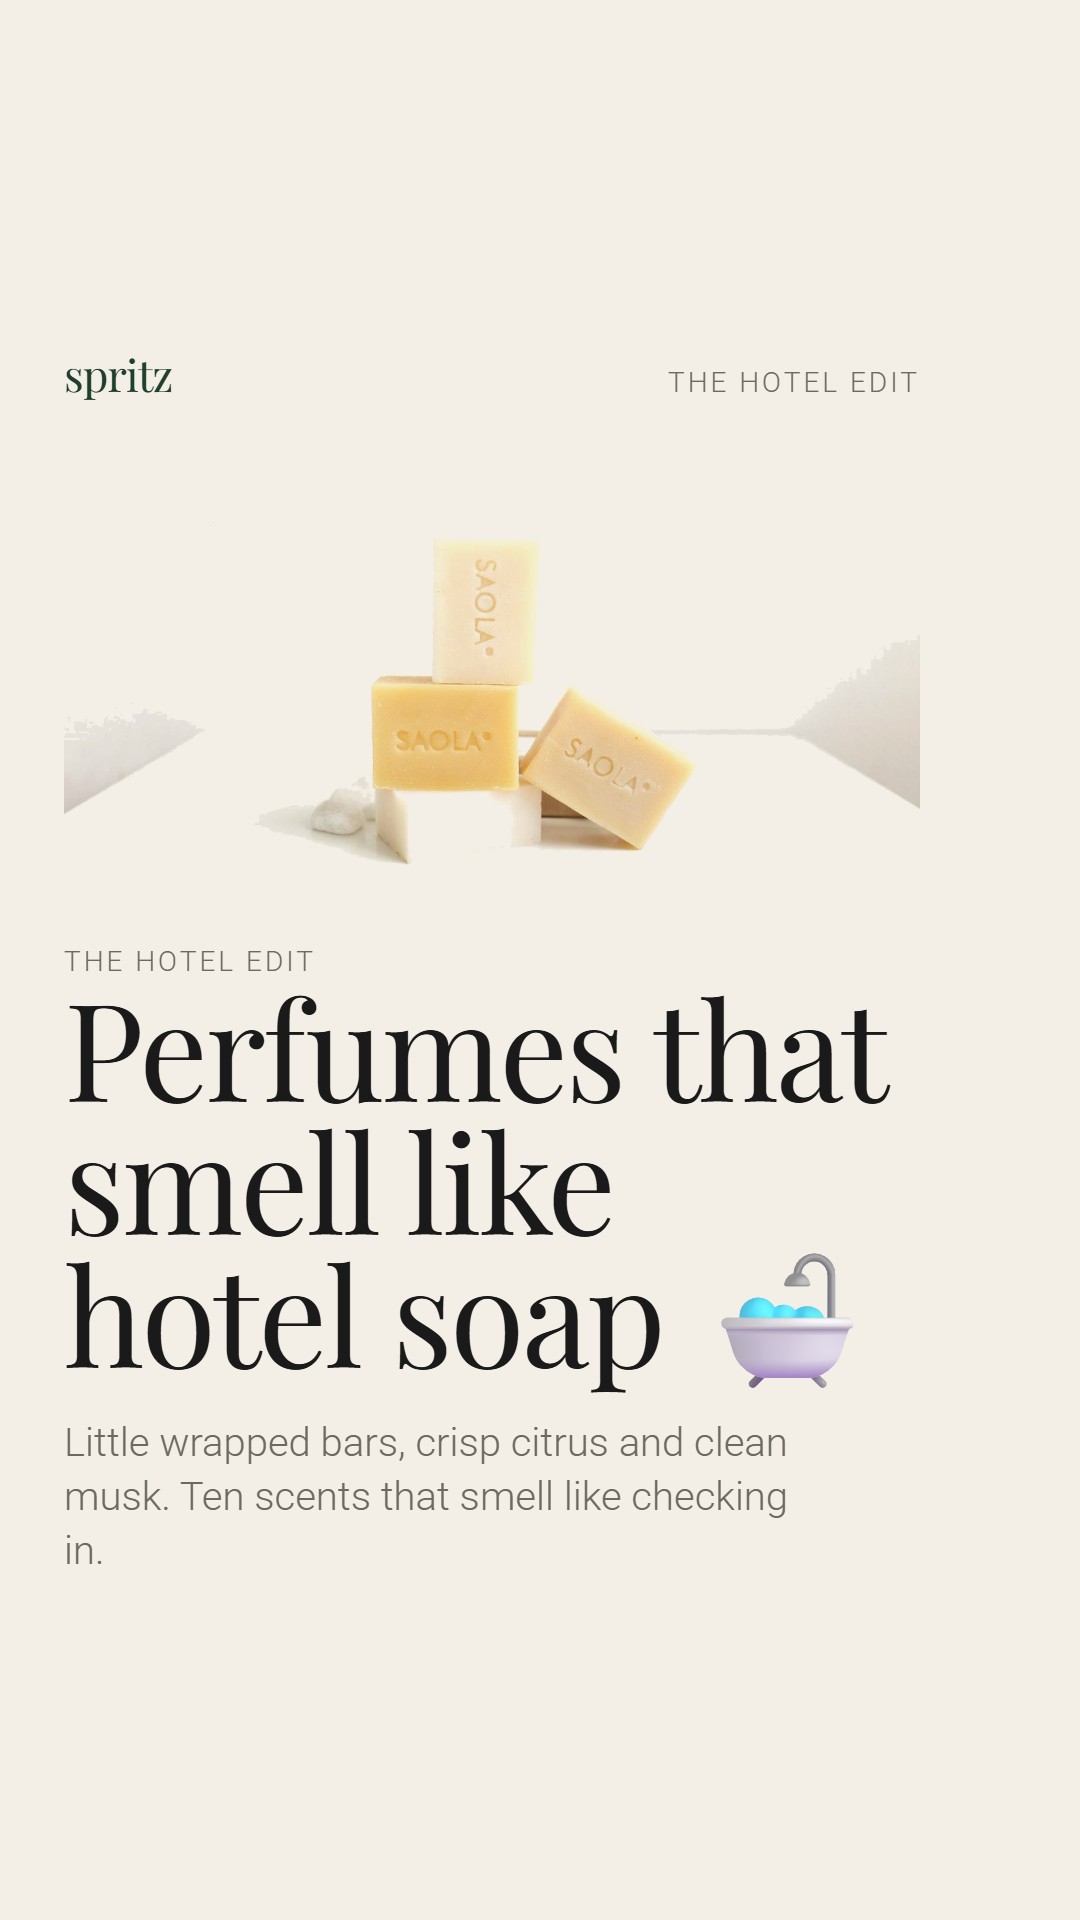 spritz
THE HOTEL EDIT
SAOLA
SAOLA
SAOLA
THE HOTEL EDIT
Perfumes that
smell like
hotel soap
Little wrapped bars, crisp citrus and clean
musk. Ten scents that smell like checking
in.